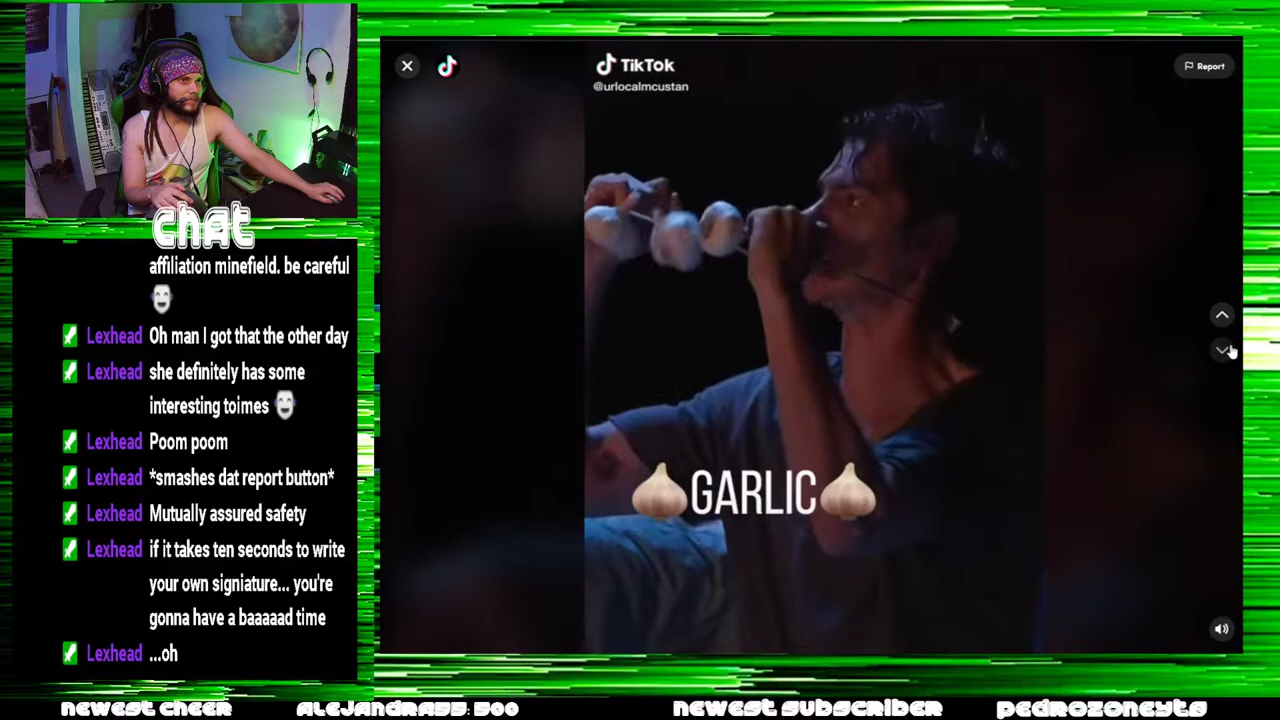 TikTok
@urlocalmcustan
Report
chat
affiliation minefield. be careful
Lexhead Oh man I got that the other day
Lexhead she definitely has some
interesting toimes
Lexhead Poom poom
Lexhead *smashes dat report button*
Lexhead Mutually assured safety
Lexhead if it takes ten seconds to write
your own signiature... you're
gonna have a baaaaad time
Lexhead ...oh
GARLIC
newest cheer
alejandra55: 500
newest subscriber
pedrozoneyts